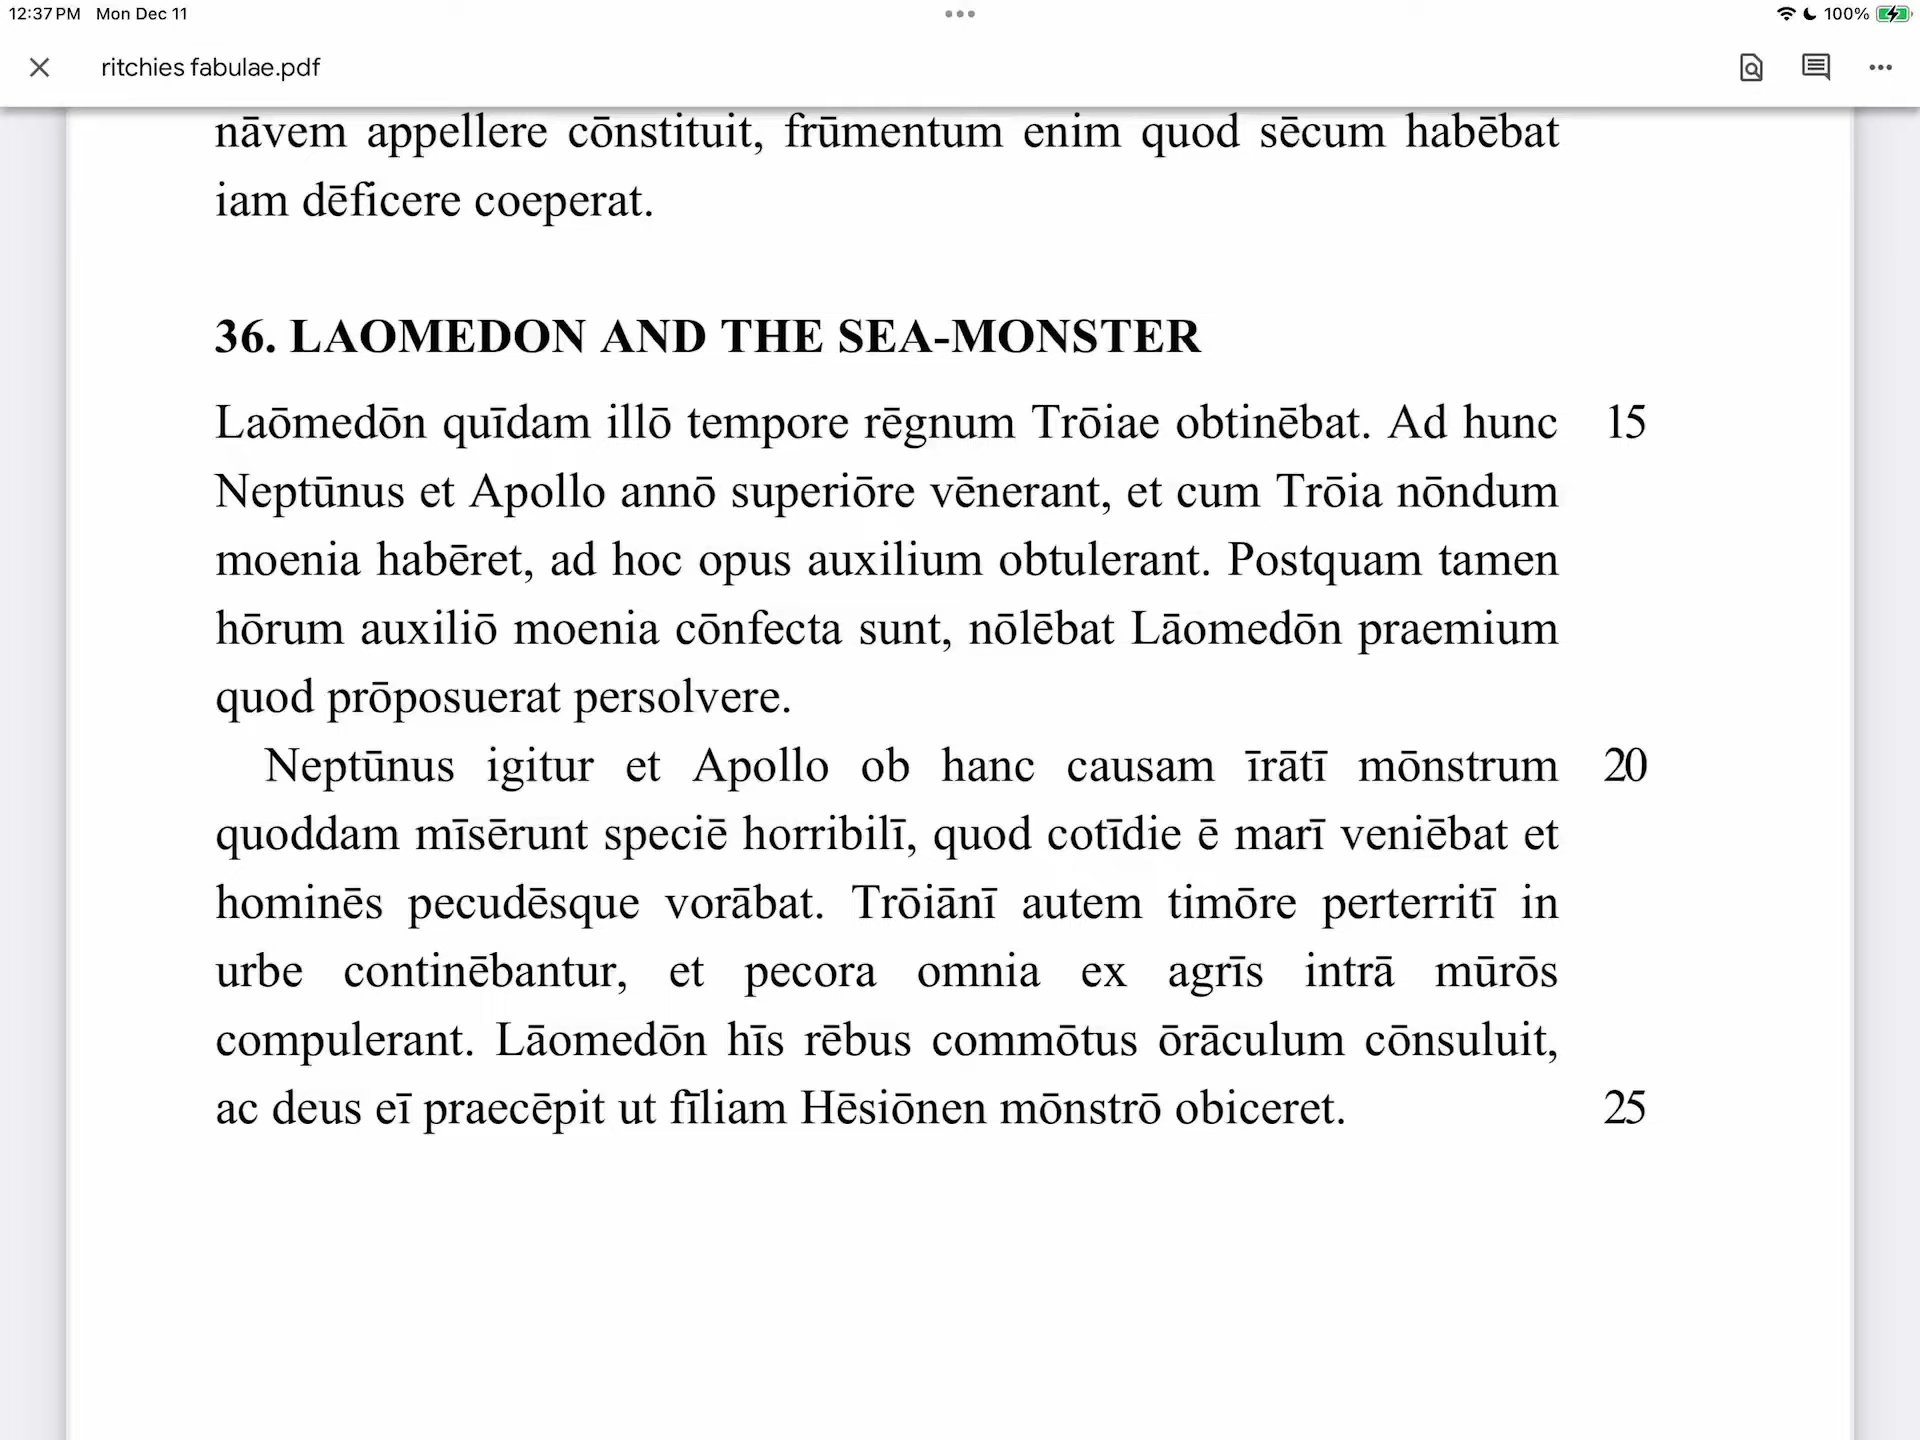 12:37 PM Mon Dec 11
100%
ritchies fabulae.pdf
nāvem appellere cōnstituit, frūmentum enim quod sēcum habēbat
iam dēficere coeperat.
36. LAOMEDON AND THE SEA-MONSTER
Laōmedōn quīdam illō tempore rēgnum Trōiae obtinēbat. Ad hunc 15
Neptūnus et Apollo annō superiōre vēnerant, et cum Trōia nōndum
moenia habēret, ad hoc opus auxilium obtulerant. Postquam tamen
hōrum auxiliō moenia cōnfecta sunt, nōlēbat Lāomedōn praemium
quod prōposuerat persolvere.
Neptūnus igitur et Apollo ob hanc causam īrātī mōnstrum 20
quoddam mīsērunt speciē horribilī, quod cotīdie ē marī veniēbat et
hominēs pecudēsque vorābat. Trōiānī autem timōre perterritī in
urbe continēbantur, et pecora omnia ex agrīs intrā mūrōs
compulerant. Lāomedōn hīs rēbus commōtus ōrāculum cōnsuluit,
ac deus eī praecēpit ut fīliam Hēsiōnen mōnstrō obiceret. 25